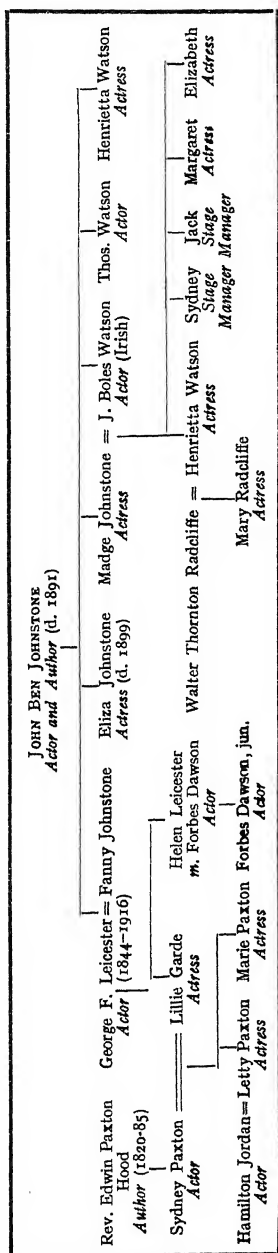 JOHN BEN JOHNSTONE
Actor and Author (d. 1891)
Rev. Edwin Paxton
Hood
Author (1820-85)
George F. Leicester = Fanny Johnstone
Actor (1844-1916)
Eliza Johnstone
Actress (d. 1899)
Madge Johnstone = J. Boles Watson
Actress Actor (Irish)
Thos. Watson
Actor
Henrietta Watson
Actress
Sydney Paxton = Lillie Garde
Actor Actress
Helen Leicester
m. Forbes Dawson
Actor
Walter Thornton Radcliffe = Henrietta Watson
Actress
Sydney
Stage
Manager
Jack
Stage
Manager
Margaret
Actress
Elizabeth
Actress
Hamilton Jordan = Letty Paxton
Actor Actress
Marie Paxton
Actress
Forbes Dawson, jun.
Actor
Mary Radcliffe
Actress